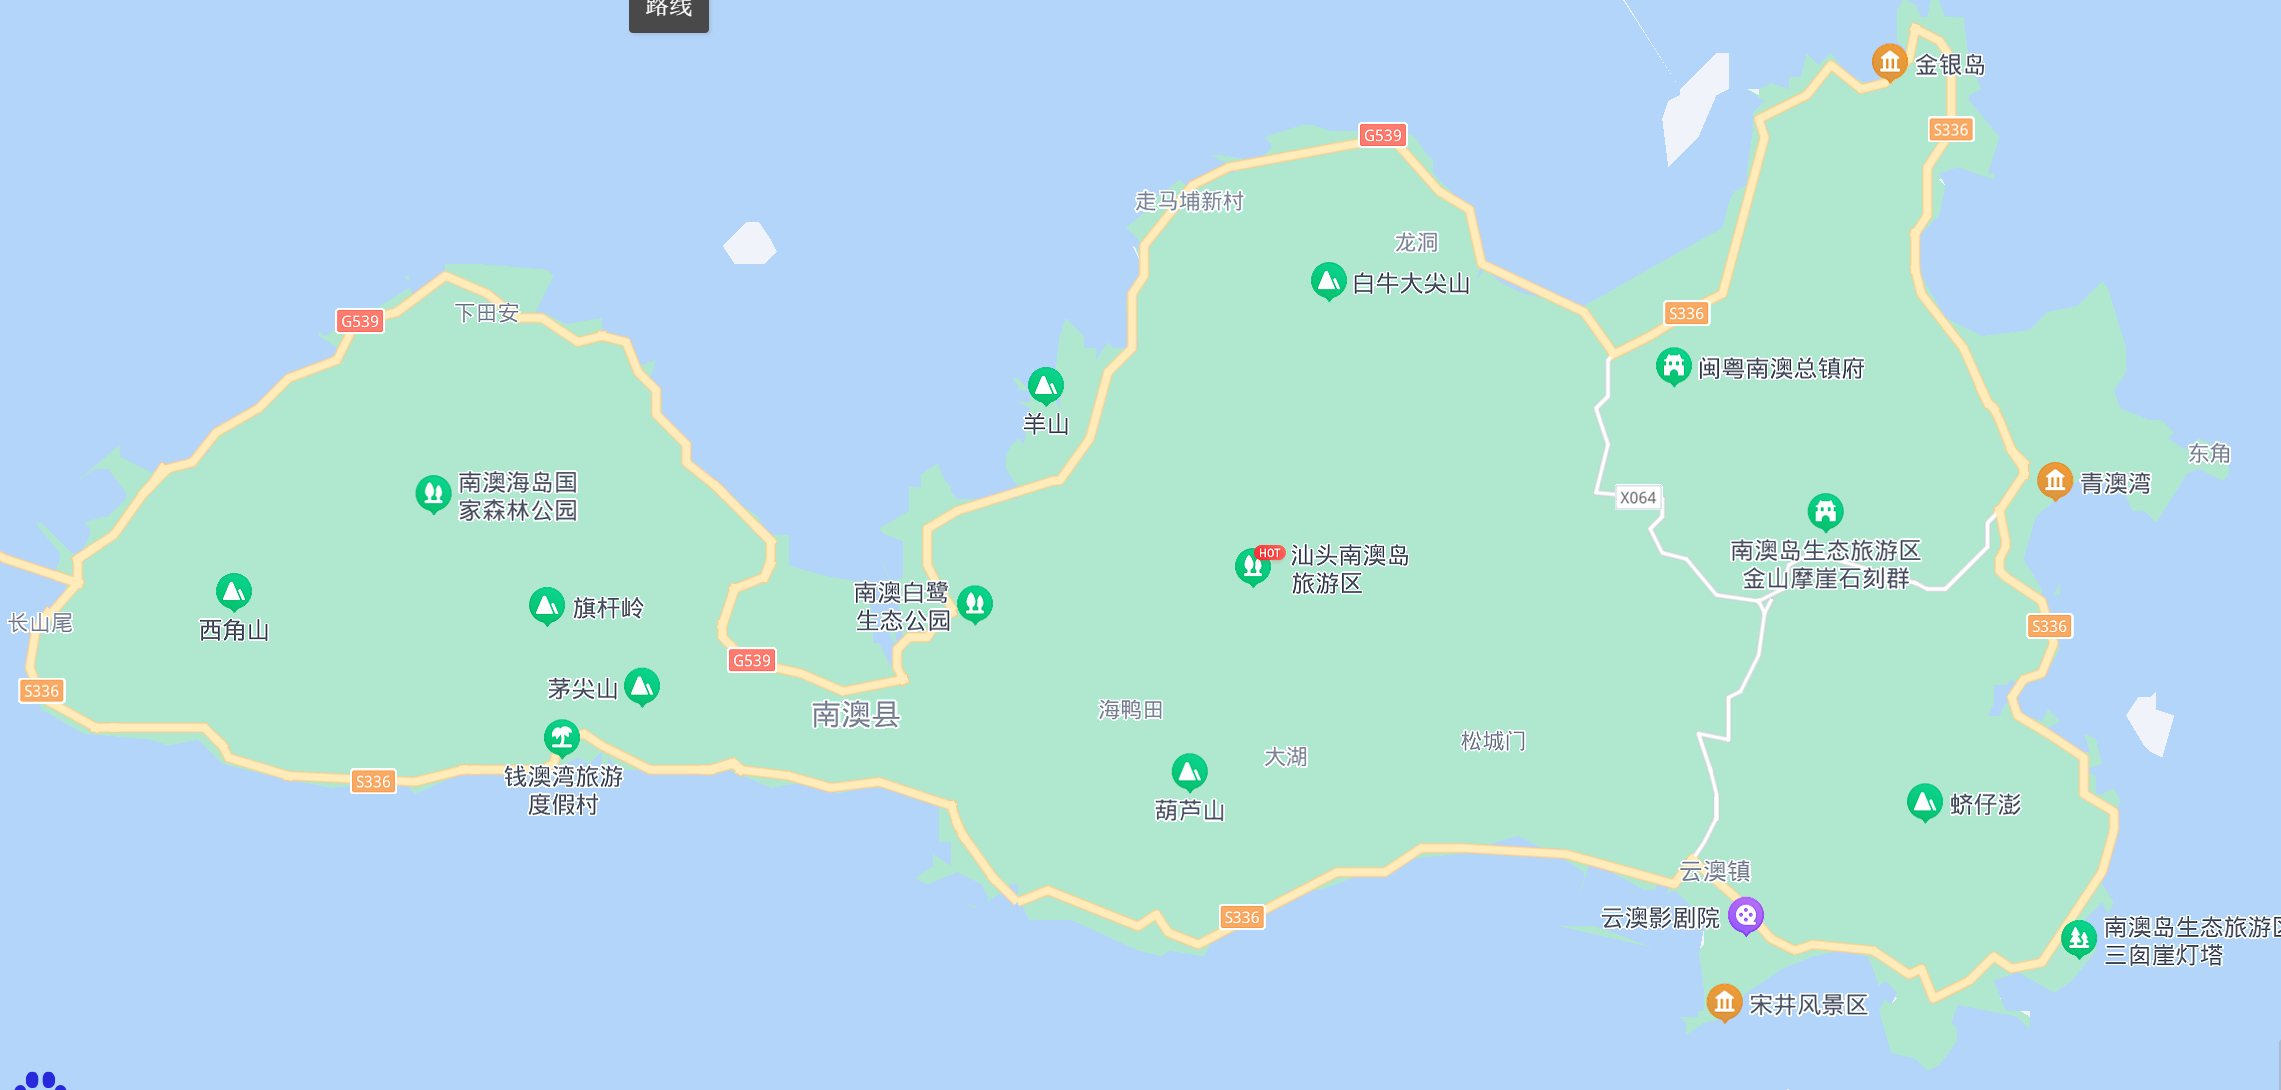 路线
金银岛
S336
G539
走马埔新村
龙洞
白牛大尖山
下田安
G539
S336
闽粤南澳总镇府
羊山
东角
青澳湾
南澳海岛国
家森林公园
X064
南澳岛生态旅游区
金山摩崖石刻群
HOT
汕头南澳岛
旅游区
南澳白鹭
生态公园
西角山
长山尾
旗杆岭
S336
G539
S336
茅尖山
南澳县
海鸭田
松城门
大湖
钱澳湾旅游
度假村
S336
葫芦山
蛴仔澎
云澳镇
S336
云澳影剧院
南澳岛生态旅游区
三囱崖灯塔
宋井风景区